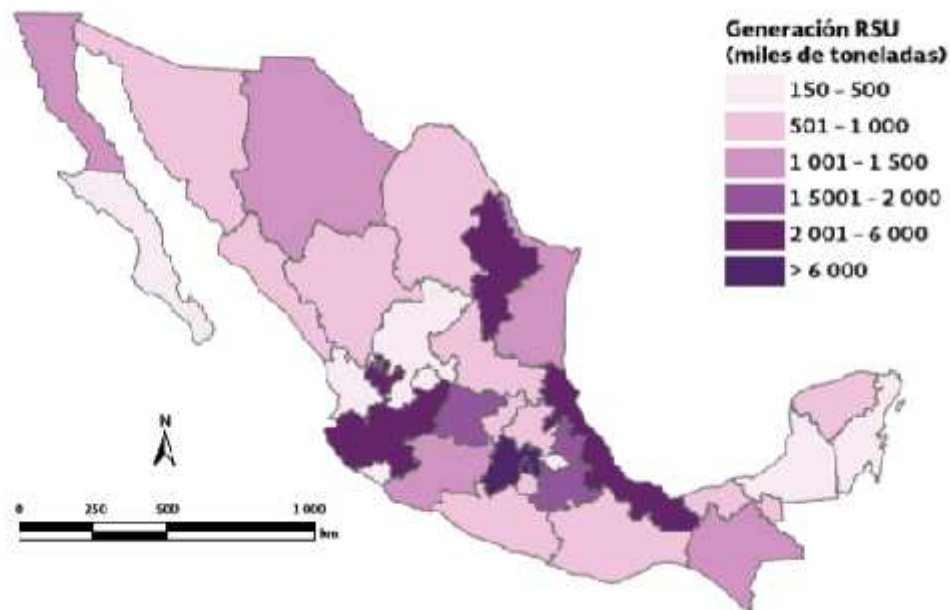 Generación RSU
(miles de toneladas)
150 – 500
501 – 1 000
1 001 – 1 500
1 5001 – 2 000
2 001 – 6 000
> 6 000
N
0 250 500 1 000
km